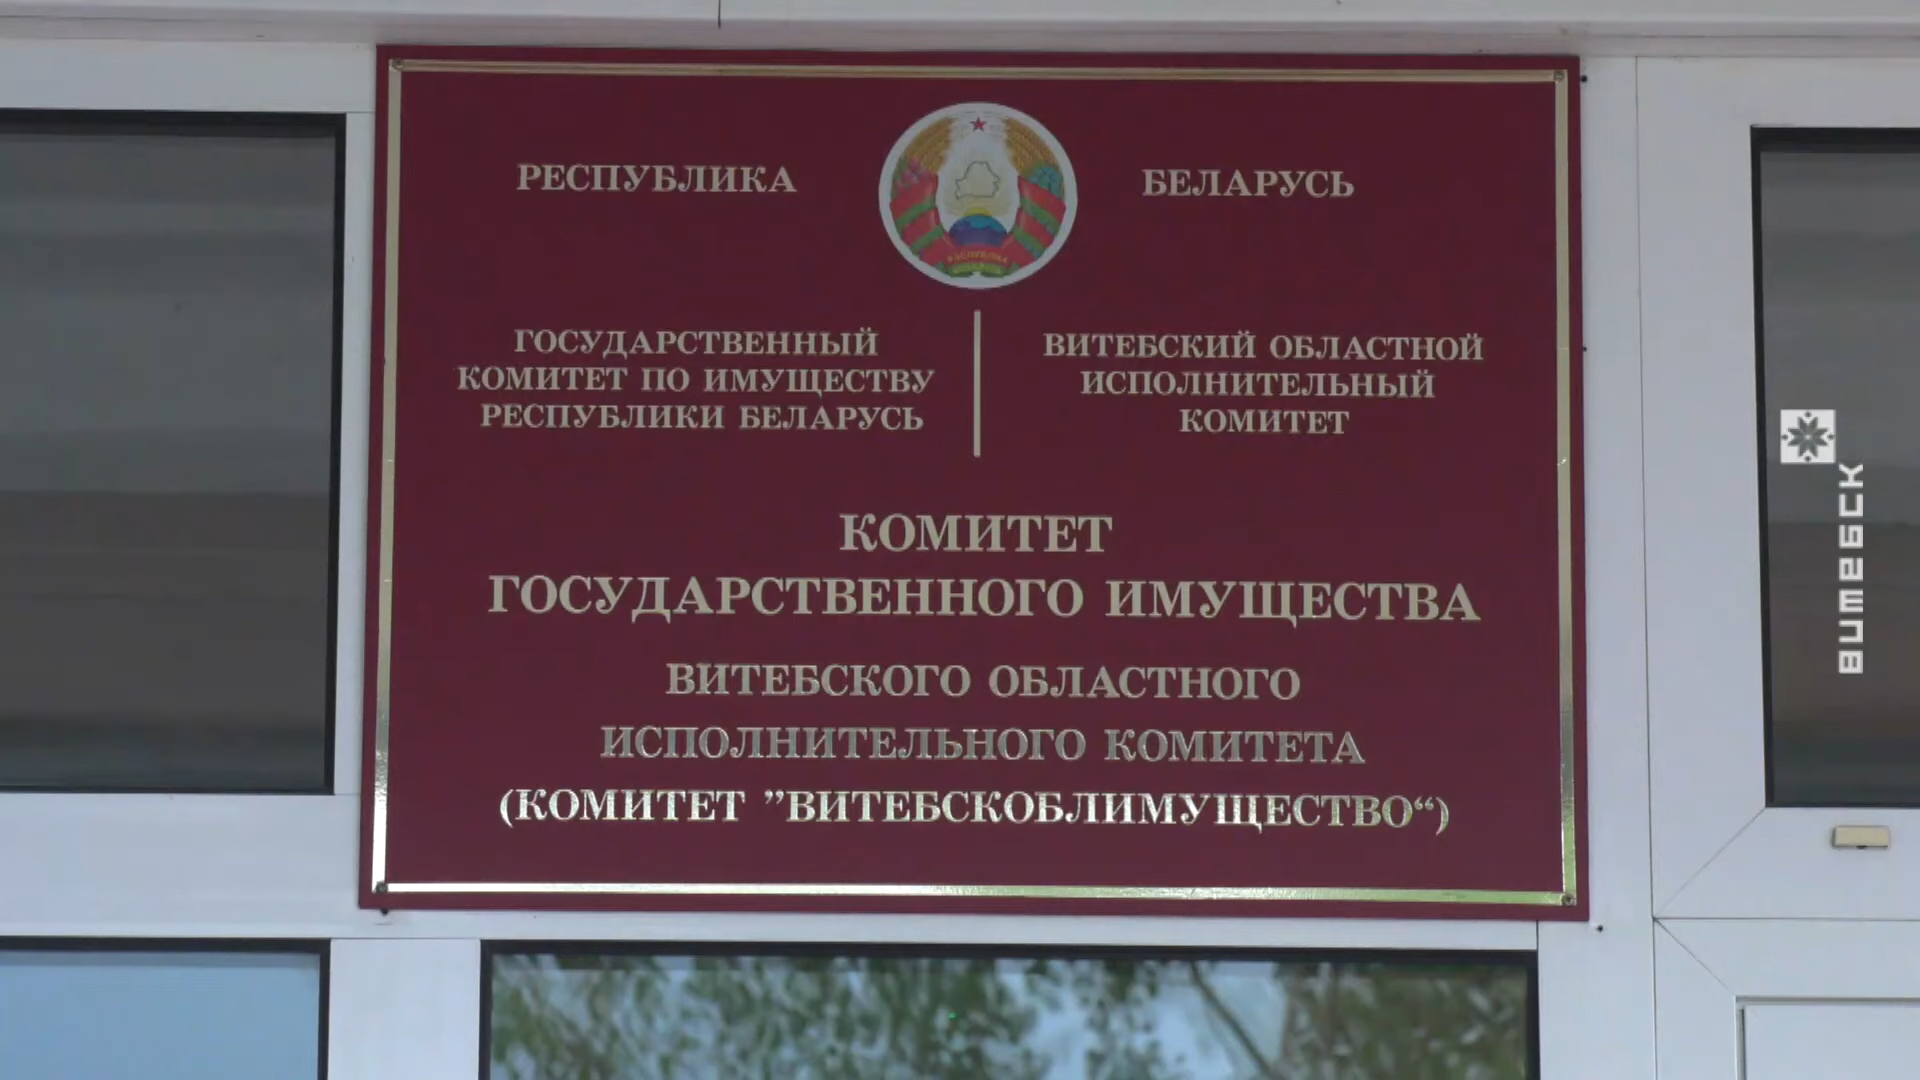 РЕСПУБЛИКА БЕЛАРУСЬ
ГОСУДАРСТВЕННЫЙ
КОМИТЕТ ПО ИМУЩЕСТВУ
РЕСПУБЛИКИ БЕЛАРУСЬ
ВИТЕБСКИЙ ОБЛАСТНОЙ
ИСПОЛНИТЕЛЬНЫЙ
КОМИТЕТ
КОМИТЕТ
ГОСУДАРСТВЕННОГО ИМУЩЕСТВА
ВИТЕБСКОГО ОБЛАСТНОГО
ИСПОЛНИТЕЛЬНОГО КОМИТЕТА
(КОМИТЕТ ”ВИТЕБСКОБЛИМУЩЕСТВО“)
витебск